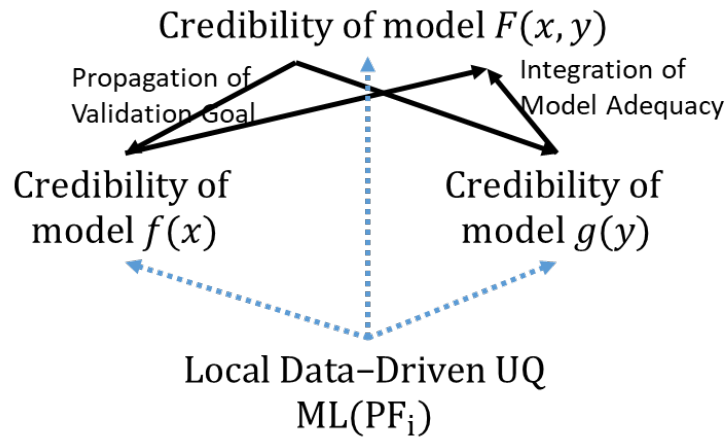 Credibility of model F(x, y)
Propagation of
Validation Goal
Integration of
Model Adequacy
Credibility of
model f(x)
Credibility of
model g(y)
Local Data–Driven UQ
ML(PFᵢ)